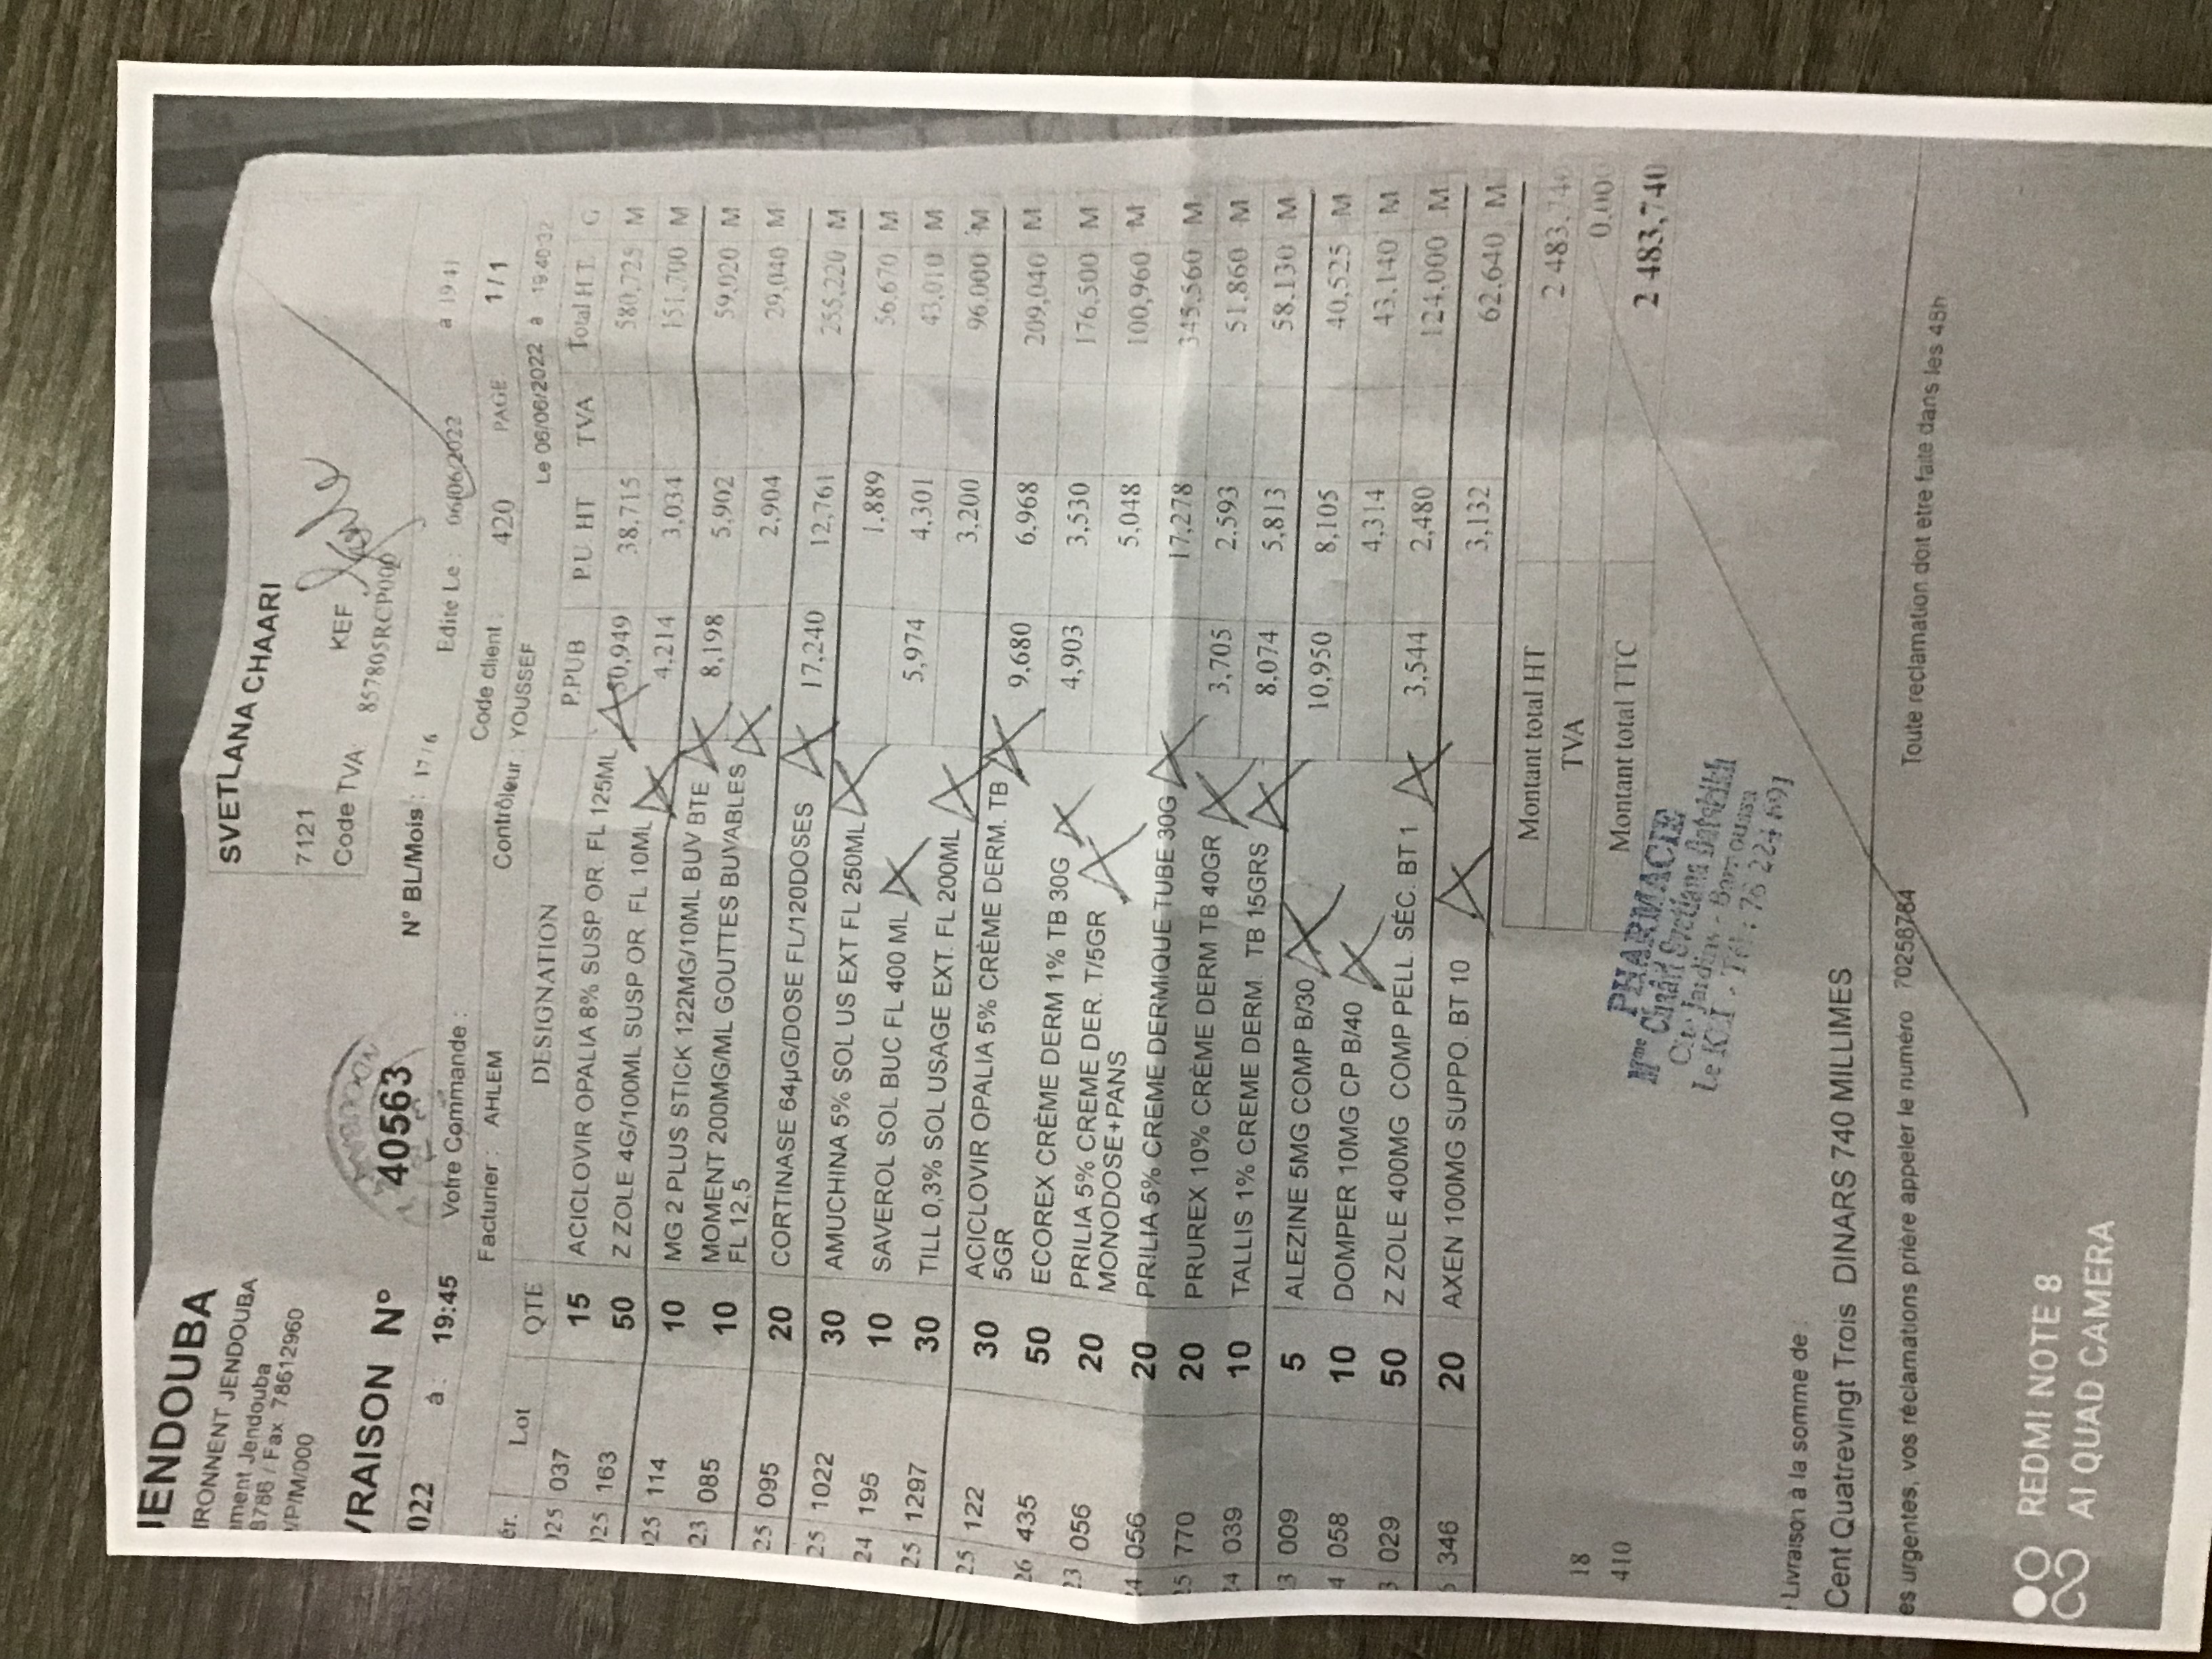 JENDOUBA
IRONNENT JENDOUBA
ment Jendouba
8786 / Fax. 78612960
/P/M/000
SVETLANA CHAARI
7121
KEF
Code TVA: 857805RCP000
VRAISON N° 40563
N° BL/Mois : 17/6
Edité Le : 06/06/2022 à 19:41
022 à : 19:45 Votre Commande :
Code client : 420 PAGE: 1 / 1
Facturier : AHLEM Contrôleur : YOUSSEF Le 06/06/2022 à 19:40:32
ér. Lot QTE DESIGNATION P.PUB P.U. HT TVA Total H.T. G
025 037 15 ACICLOVIR OPALIA 8% SUSP OR. FL 125ML 50,949 38,715 580,725 M
025 163 50 Z ZOLE 4G/100ML SUSP OR. FL 10ML 4,214 3,034 151,700 M
025 114 10 MG 2 PLUS STICK 122MG/10ML BUV BTE 8,198 5,902 59,020 M
23 085 10 MOMENT 200MG/ML GOUTTES BUVABLES 2,904 29,040 M
FL 12,5
25 095 20 CORTINASE 64µG/DOSE FL/120DOSES 17,240 12,761 255,220 M
25 1022 30 AMUCHINA 5% SOL US EXT FL 250ML 1,889 56,670 M
24 195 10 SAVEROL SOL BUC FL 400 ML 5,974 4,301 43,010 M
25 1297 30 TILL 0,3% SOL USAGE EXT. FL 200ML 3,200 96,000 M
25 122 30 ACICLOVIR OPALIA 5% CRÈME DERM. TB 9,680 6,968 209,040 M
5GR
26 435 50 ECOREX CRÈME DERM 1% TB 30G 4,903 3,530 176,500 M
23 056 20 PRILIA 5% CREME DER. T/5GR 5,048 100,960 M
MONODOSE+PANS
24 056 20 PRILIA 5% CREME DERMIQUE TUBE 30G 17,278 345,560 M
25 770 20 PRUREX 10% CRÈME DERM TB 40GR 3,705 2,593 51,860 M
24 039 10 TALLIS 1% CREME DERM. TB 15GRS 8,074 5,813 58,130 M
3 009 5 ALEZINE 5MG COMP B/30 10,950 8,105 40,525 M
4 058 10 DOMPER 10MG CP B/40 4,314 43,140 M
3 029 50 Z ZOLE 400MG COMP PELL. SÉC. BT 1 3,544 2,480 124,000 M
346 20 AXEN 100MG SUPPO. BT 10 3,132 62,640 M
Montant total HT 2 483,740
TVA 0,000
Montant total TTC 2 483,740
18
410
PHARMACIE
Mme Chaâri Svetlana
Cité Jardins - Barnoussa
Le KEF - Tél : 76 224 691
Livraison à la somme de :
Cent Quatrevingt Trois DINARS 740 MILLIMES
es urgentes, vos réclamations prière appeler le numéro 70258784
Toute reclamation doit etre faite dans les 48h
REDMI NOTE 8
AI QUAD CAMERA